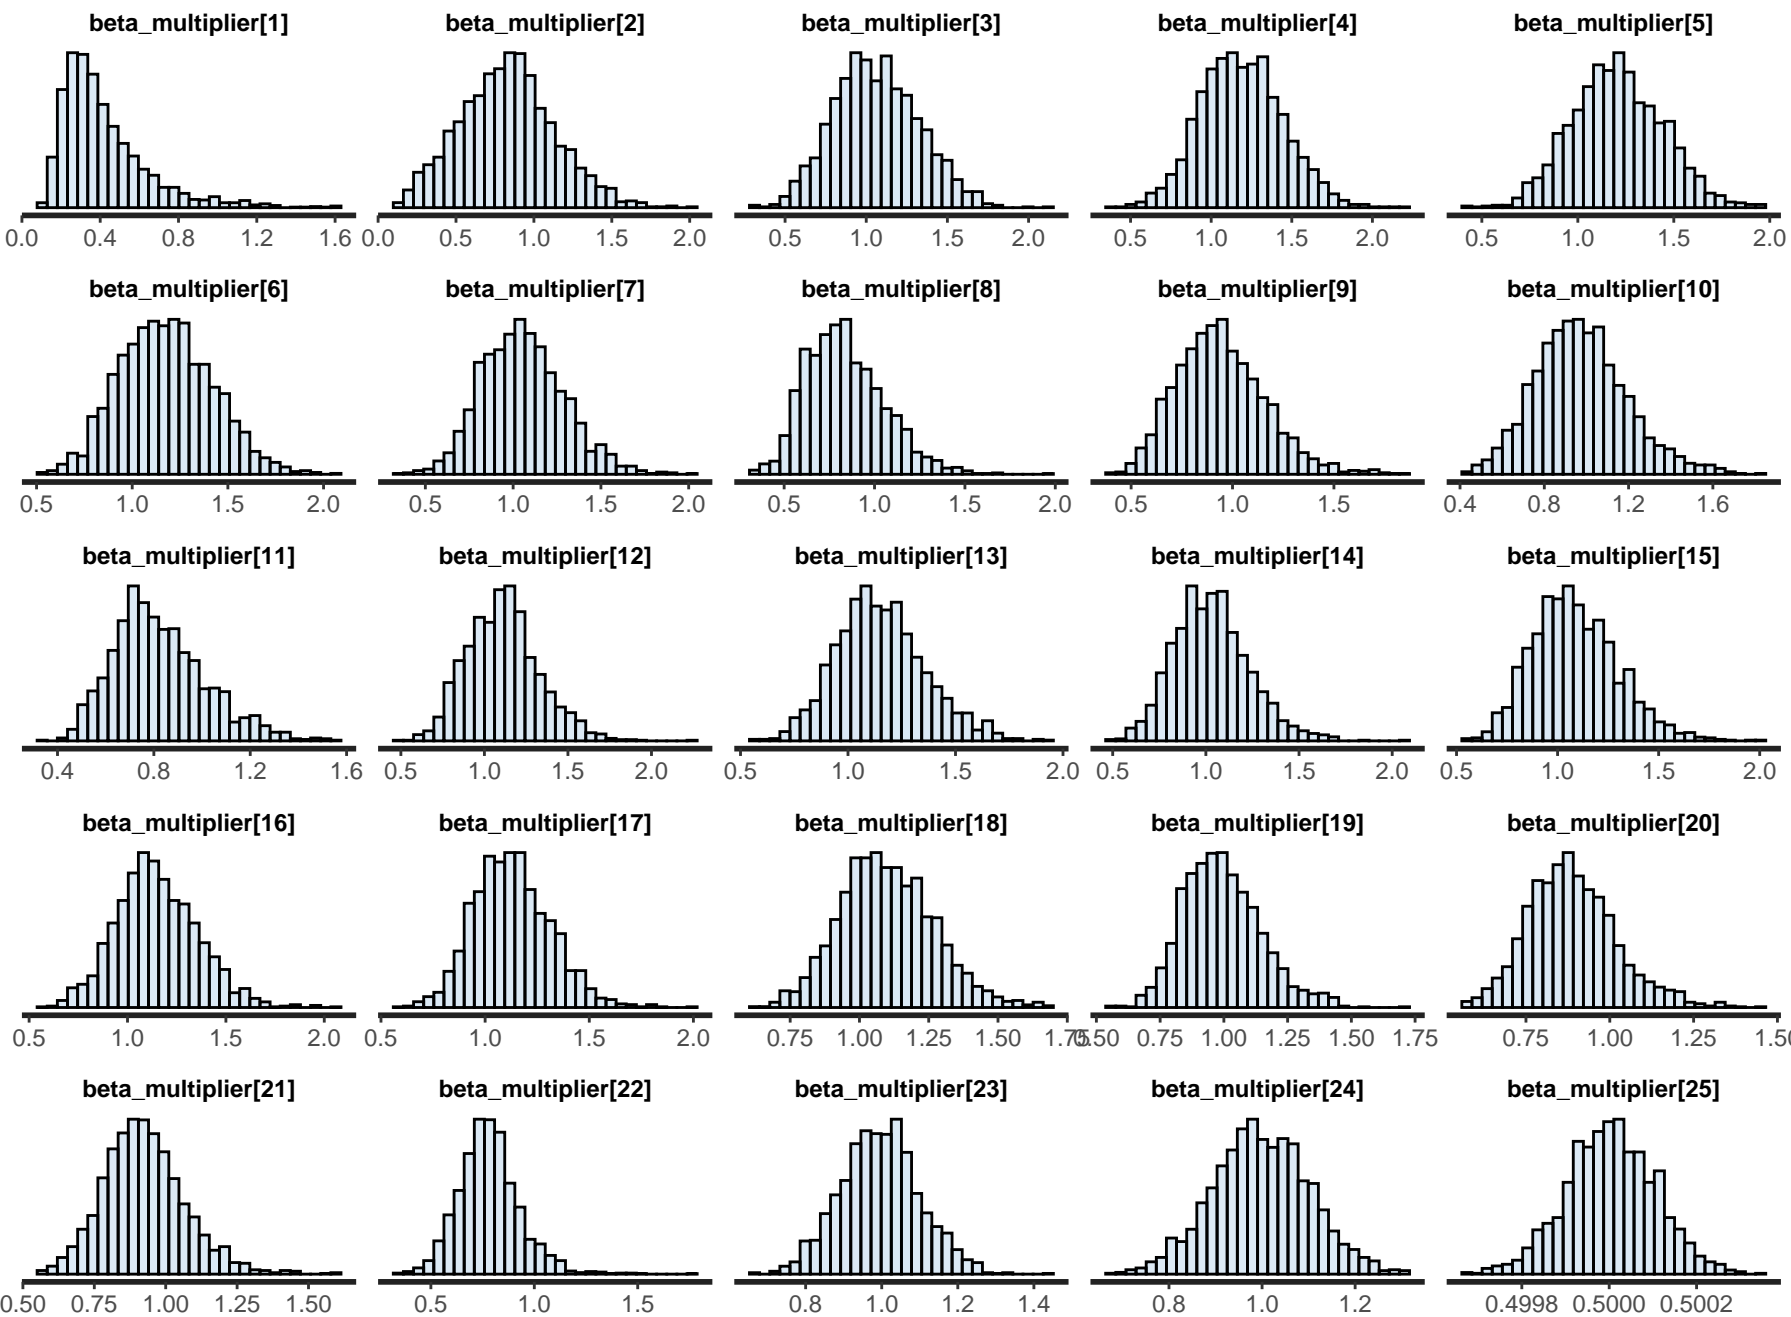 beta_multiplier[1] beta_multiplier[2] beta_multiplier[3] beta_multiplier[4] beta_multiplier[5]
0.0 0.4 0.8 1.2 1.6 0.0 0.5 1.0 1.5 2.0 0.5 1.0 1.5 2.0 0.5 1.0 1.5 2.0 0.5 1.0 1.5 2.0
beta_multiplier[6] beta_multiplier[7] beta_multiplier[8] beta_multiplier[9] beta_multiplier[10]
0.5 1.0 1.5 2.0 0.5 1.0 1.5 2.0 0.5 1.0 1.5 2.0 0.5 1.0 1.5 0.4 0.8 1.2 1.6
beta_multiplier[11] beta_multiplier[12] beta_multiplier[13] beta_multiplier[14] beta_multiplier[15]
0.4 0.8 1.2 1.6 0.5 1.0 1.5 2.0 0.5 1.0 1.5 2.0 0.5 1.0 1.5 2.0 0.5 1.0 1.5 2.0
beta_multiplier[16] beta_multiplier[17] beta_multiplier[18] beta_multiplier[19] beta_multiplier[20]
0.5 1.0 1.5 2.0 0.5 1.0 1.5 2.0 0.75 1.00 1.25 1.50 1.75 0.50 0.75 1.00 1.25 1.50 1.75 0.75 1.00 1.25 1.50
beta_multiplier[21] beta_multiplier[22] beta_multiplier[23] beta_multiplier[24] beta_multiplier[25]
0.50 0.75 1.00 1.25 1.50 0.5 1.0 1.5 0.8 1.0 1.2 1.4 0.8 1.0 1.2 0.4998 0.5000 0.5002